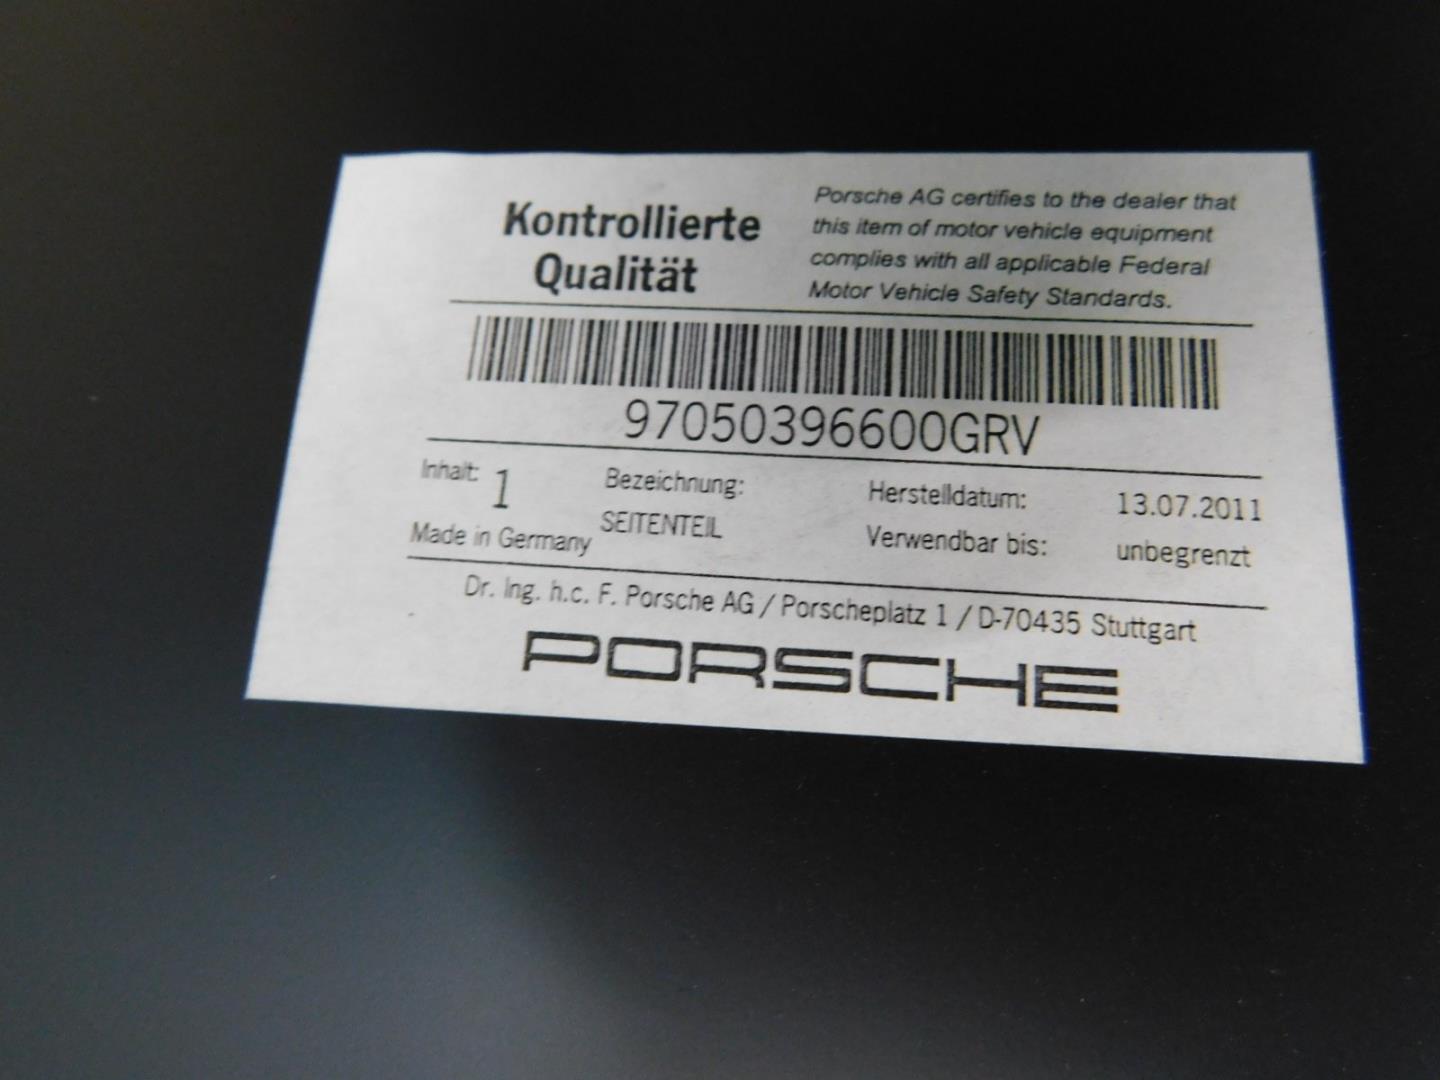 Kontrollierte
Qualität
Porsche AG certifies to the dealer that
this item of motor vehicle equipment
complies with all applicable Federal
Motor Vehicle Safety Standards.
97050396600GRV
Inhalt: 1
Made in Germany
Bezeichnung:
SEITENTEIL
Herstelldatum: 13.07.2011
Verwendbar bis: unbegrenzt
Dr. Ing. h.c. F. Porsche AG / Porscheplatz 1 / D-70435 Stuttgart
PORSCHE